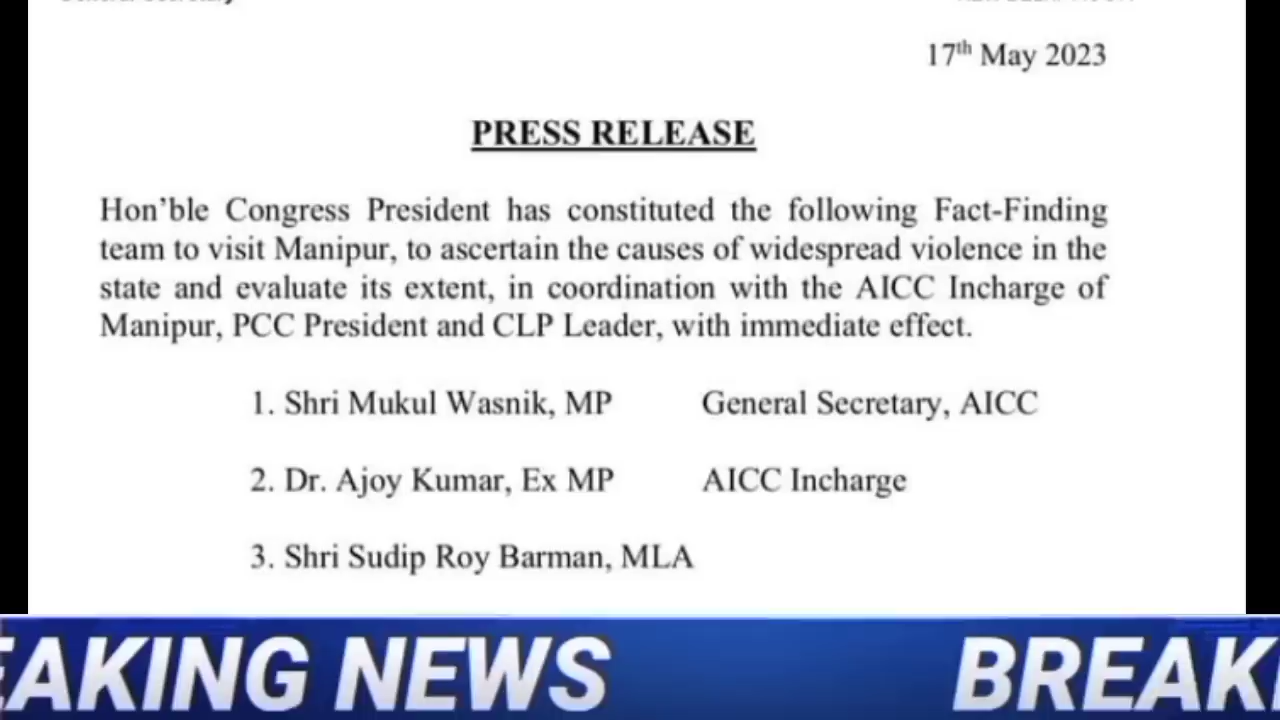 17th May 2023
PRESS RELEASE
Hon'ble Congress President has constituted the following Fact-Finding
team to visit Manipur, to ascertain the causes of widespread violence in the
state and evaluate its extent, in coordination with the AICC Incharge of
Manipur, PCC President and CLP Leader, with immediate effect.
1. Shri Mukul Wasnik, MP General Secretary, AICC
2. Dr. Ajoy Kumar, Ex MP AICC Incharge
3. Shri Sudip Roy Barman, MLA
EAKING NEWS BREAKI